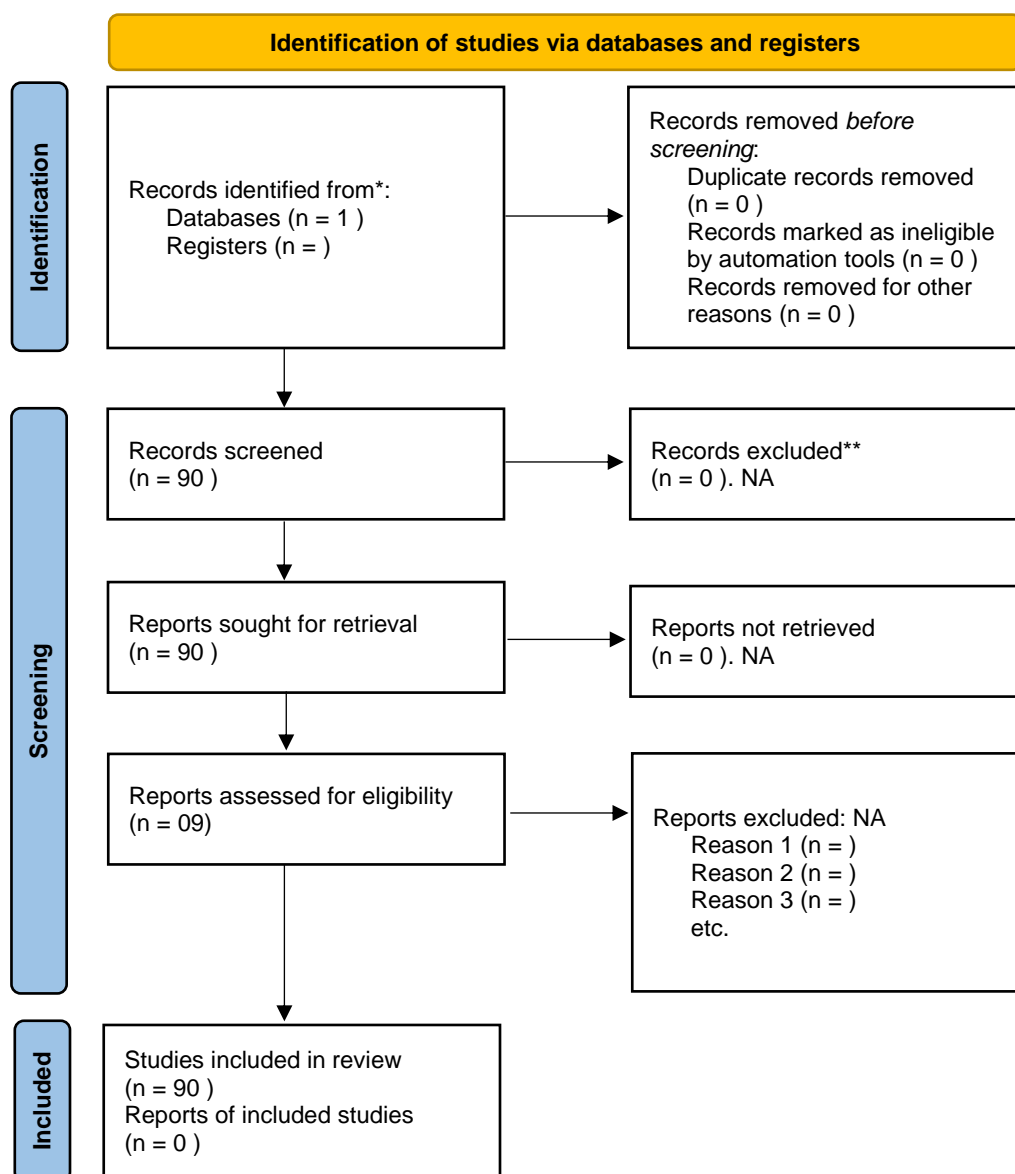 Identification of studies via databases and registers
Identification
Records identified from*:
Databases (n = 1 )
Registers (n = )
Records removed before
screening:
Duplicate records removed
(n = 0 )
Records marked as ineligible
by automation tools (n = 0 )
Records removed for other
reasons (n = 0 )
Screening
Records screened
(n = 90 )
Records excluded**
(n = 0 ). NA
Reports sought for retrieval
(n = 90 )
Reports not retrieved
(n = 0 ). NA
Reports assessed for eligibility
(n = 09)
Reports excluded: NA
Reason 1 (n = )
Reason 2 (n = )
Reason 3 (n = )
etc.
Included
Studies included in review
(n = 90 )
Reports of included studies
(n = 0 )